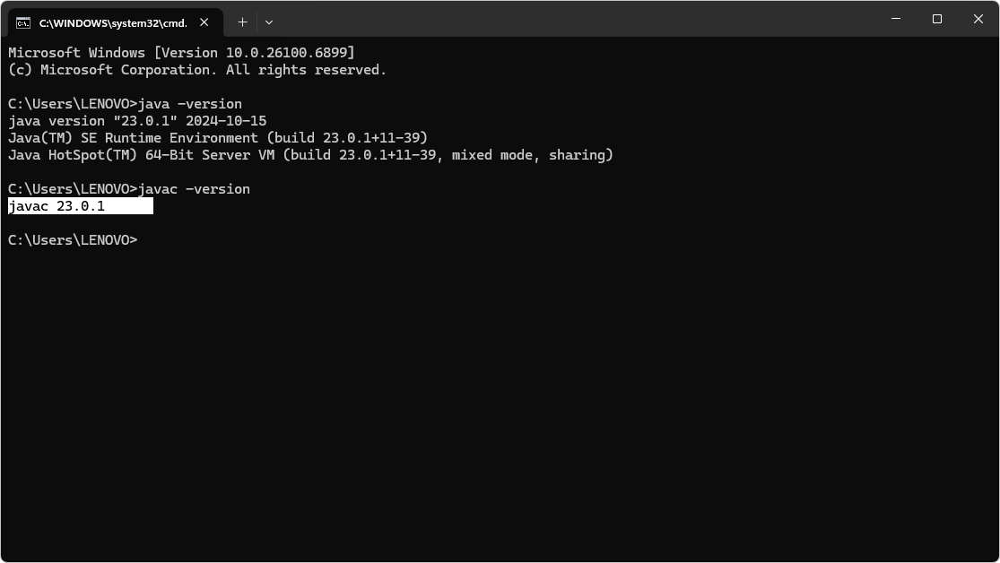 C:\WINDOWS\system32\cmd.
Microsoft Windows [Version 10.0.26100.6899]
(c) Microsoft Corporation. All rights reserved.
C:\Users\LENOVO>java -version
java version "23.0.1" 2024-10-15
Java(TM) SE Runtime Environment (build 23.0.1+11-39)
Java HotSpot(TM) 64-Bit Server VM (build 23.0.1+11-39, mixed mode, sharing)
C:\Users\LENOVO>javac -version
javac 23.0.1
C:\Users\LENOVO>